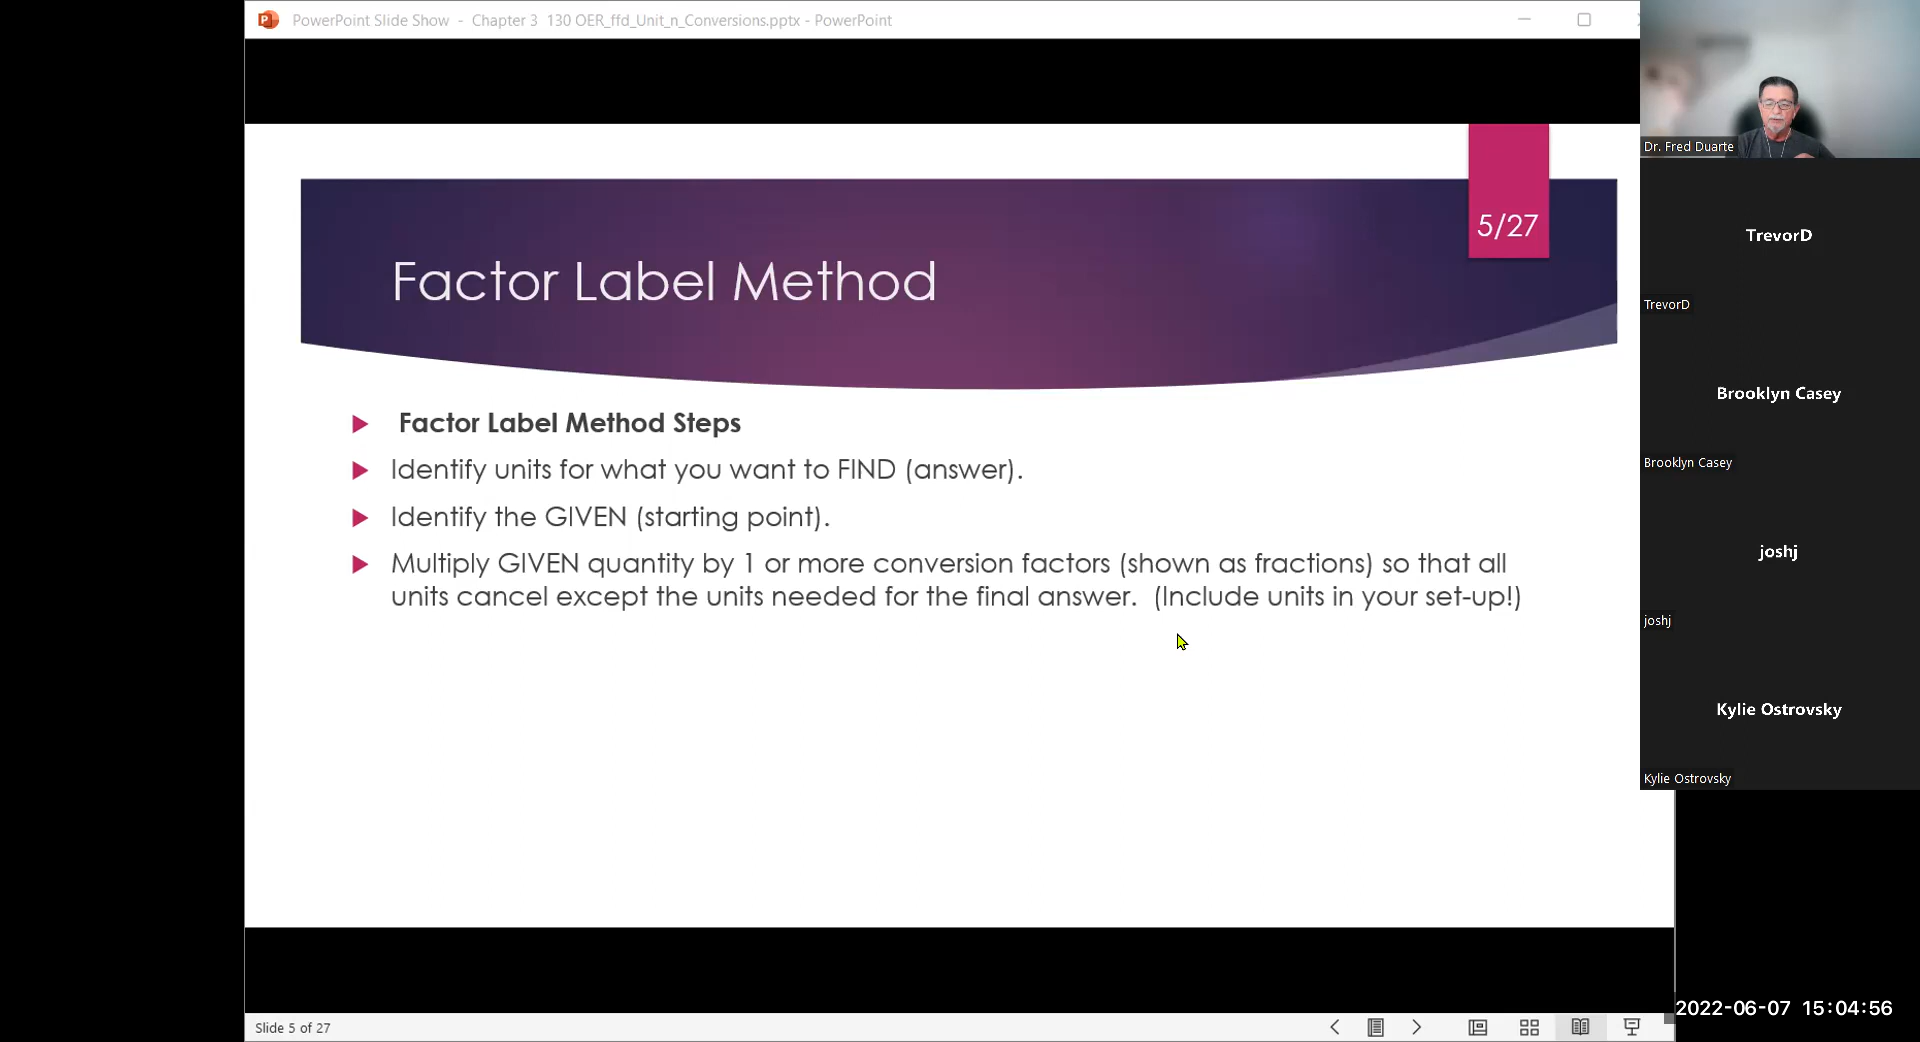 PowerPoint Slide Show - Chapter 3 130 OER_ffd_Unit_n_Conversions.pptx - PowerPoint
5/27
Factor Label Method
Factor Label Method Steps
Identify units for what you want to FIND (answer).
Identify the GIVEN (starting point).
Multiply GIVEN quantity by 1 or more conversion factors (shown as fractions) so that all
units cancel except the units needed for the final answer. (Include units in your set-up!)
Slide 5 of 27
Dr. Fred Duarte
TrevorD
TrevorD
Brooklyn Casey
Brooklyn Casey
joshj
joshj
Kylie Ostrovsky
Kylie Ostrovsky
2022-06-07 15:04:56